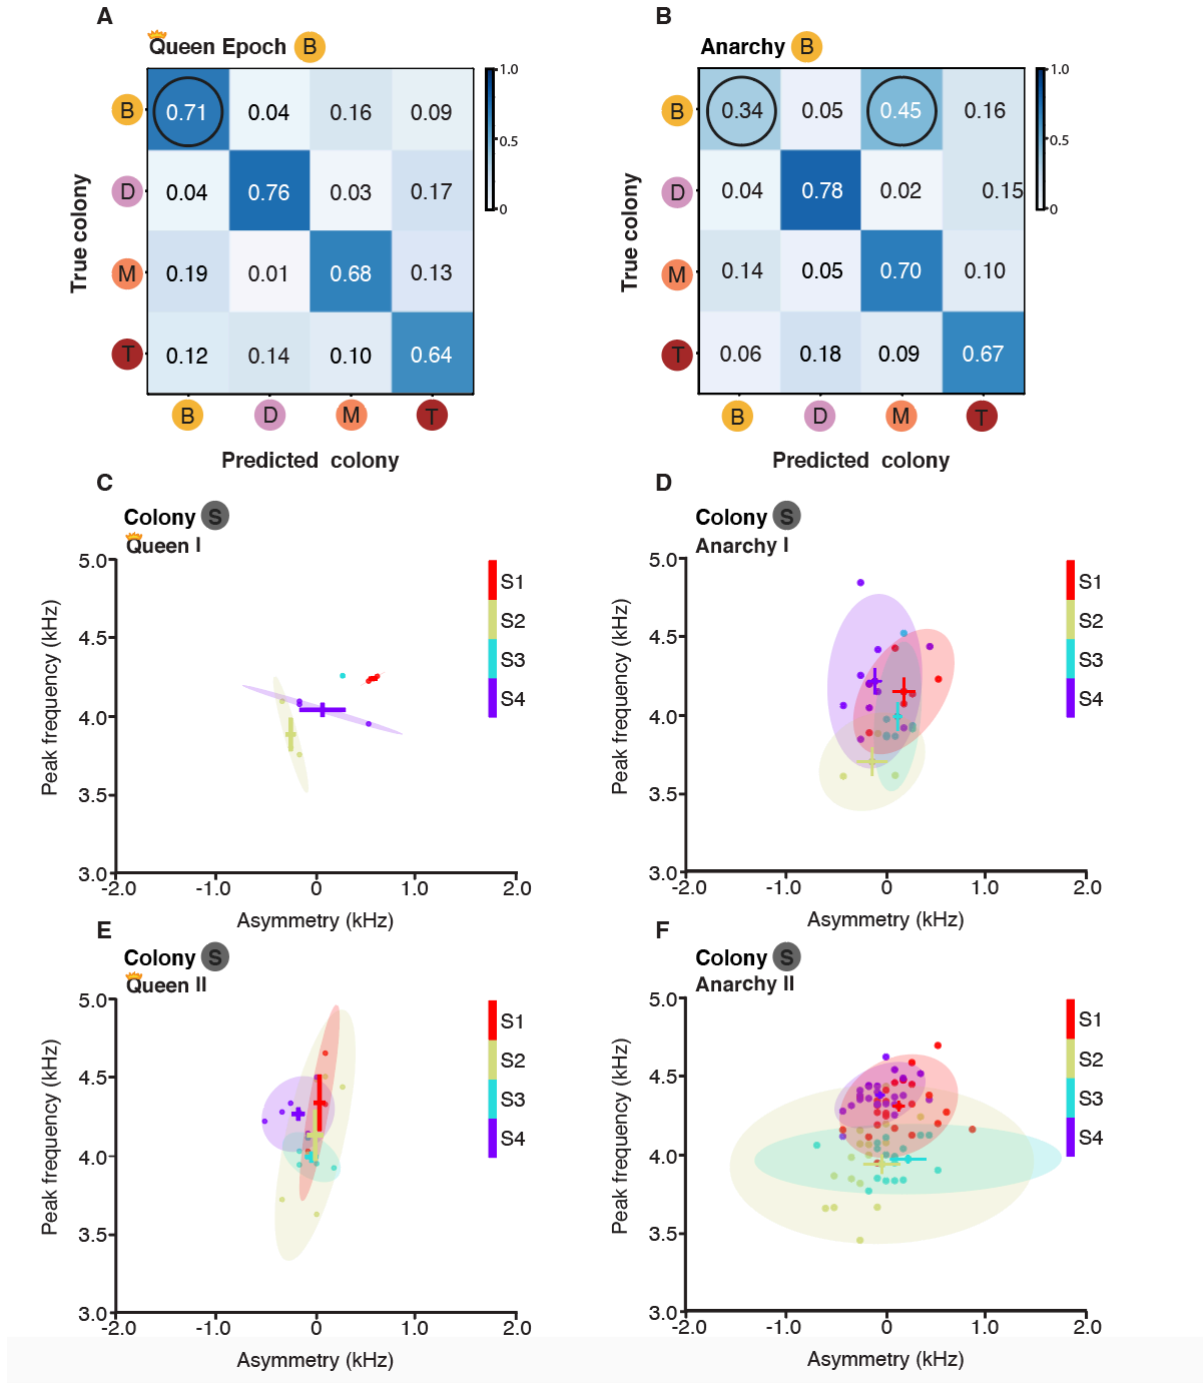 A
B
Queen Epoch B
Anarchy B
B 0.71 0.04 0.16 0.09
D 0.04 0.76 0.03 0.17
M 0.19 0.01 0.68 0.13
T 0.12 0.14 0.10 0.64
B D M T
True colony
Predicted colony
1.0
0.5
0
B 0.34 0.05 0.45 0.16
D 0.04 0.78 0.02 0.15
M 0.14 0.05 0.70 0.10
T 0.06 0.18 0.09 0.67
B D M T
True colony
Predicted colony
1.0
0.5
0
C
Colony S
Queen I
5.0
4.5
4.0
3.5
3.0
-2.0 -1.0 0 1.0 2.0
Peak frequency (kHz)
Asymmetry (kHz)
S1
S2
S3
S4
D
Colony S
Anarchy I
5.0
4.5
4.0
3.5
3.0
-2.0 -1.0 0 1.0 2.0
Peak frequency (kHz)
Asymmetry (kHz)
S1
S2
S3
S4
E
Colony S
Queen II
5.0
4.5
4.0
3.5
3.0
-2.0 -1.0 0 1.0 2.0
Peak frequency (kHz)
Asymmetry (kHz)
S1
S2
S3
S4
F
Colony S
Anarchy II
5.0
4.5
4.0
3.5
3.0
-2.0 -1.0 0 1.0 2.0
Peak frequency (kHz)
Asymmetry (kHz)
S1
S2
S3
S4